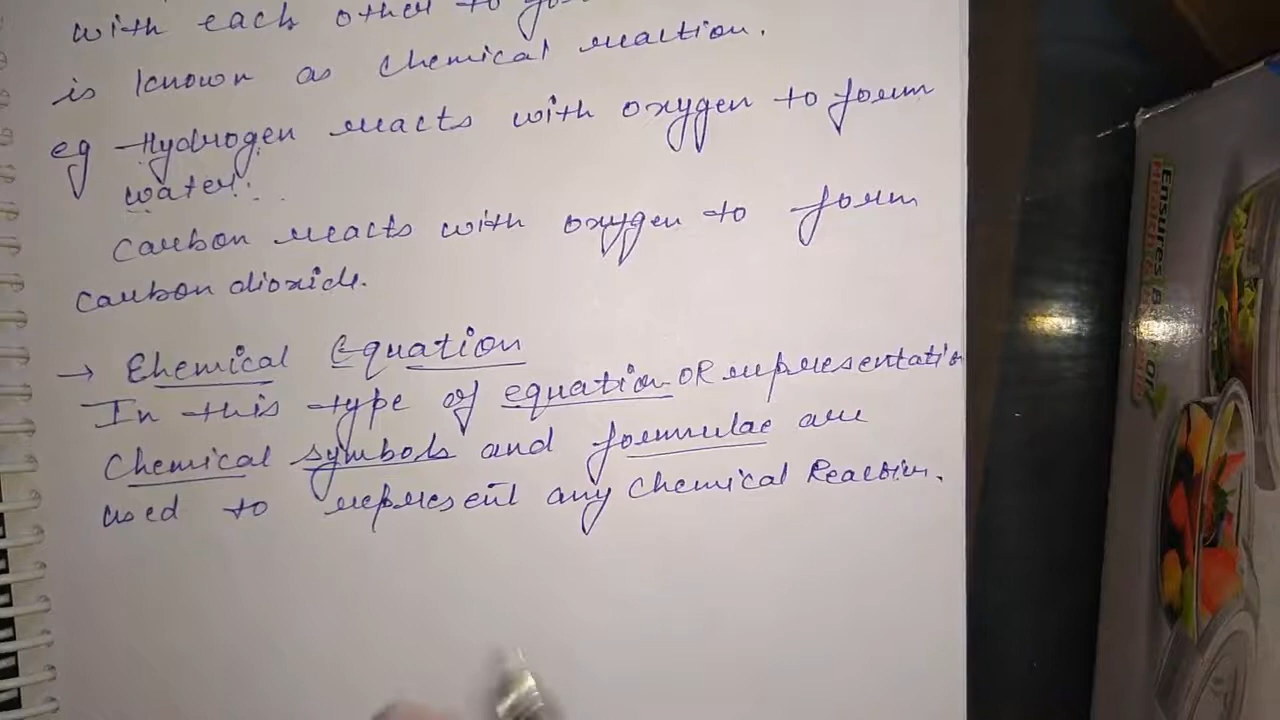 with each other to
is known as chemical reaction.
eg Hydrogen reacts with oxygen to form
water.
Carbon reacts with oxygen to form
Carbon dioxide.
→ Chemical Equation
In this type of equation OR representation
Chemical symbols and formulae are
used to represent any chemical Reaction.
Ensures